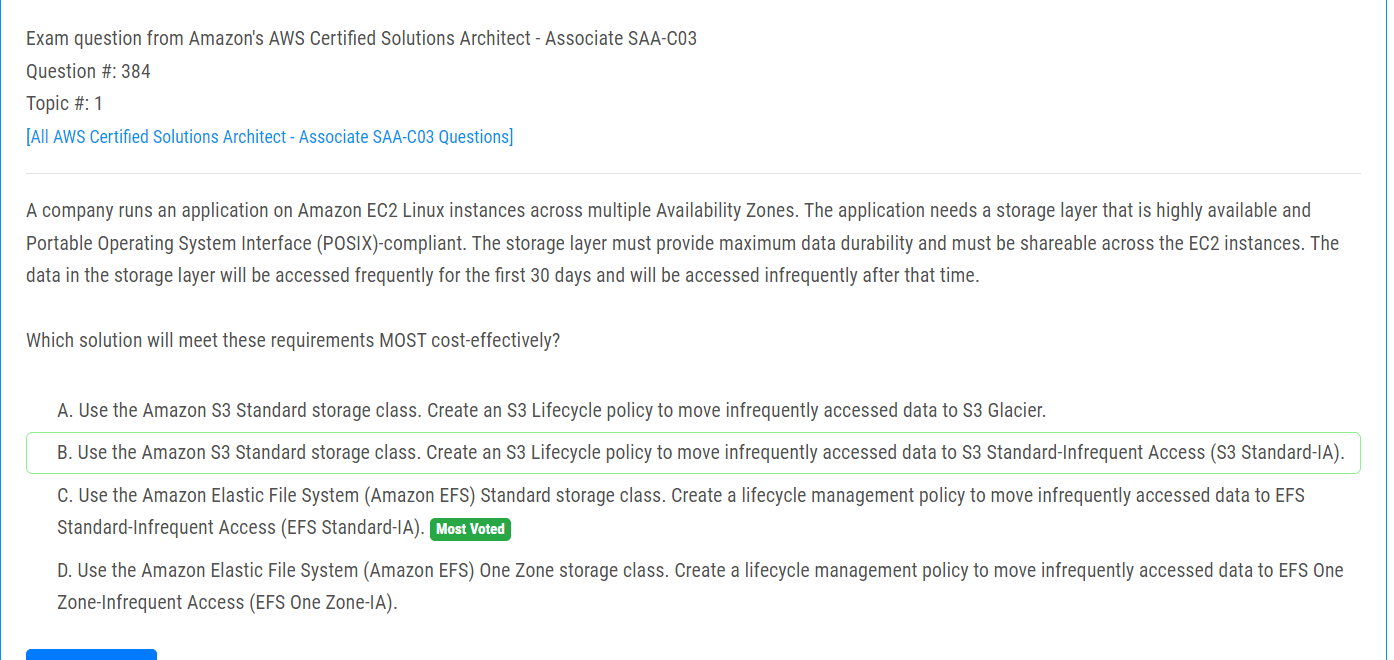 Exam question from Amazon's AWS Certified Solutions Architect - Associate SAA-C03
Question #: 384
Topic #: 1
[All AWS Certified Solutions Architect - Associate SAA-C03 Questions]
A company runs an application on Amazon EC2 Linux instances across multiple Availability Zones. The application needs a storage layer that is highly available and
Portable Operating System Interface (POSIX)-compliant. The storage layer must provide maximum data durability and must be shareable across the EC2 instances. The
data in the storage layer will be accessed frequently for the first 30 days and will be accessed infrequently after that time.
Which solution will meet these requirements MOST cost-effectively?
A. Use the Amazon S3 Standard storage class. Create an S3 Lifecycle policy to move infrequently accessed data to S3 Glacier.
B. Use the Amazon S3 Standard storage class. Create an S3 Lifecycle policy to move infrequently accessed data to S3 Standard-Infrequent Access (S3 Standard-IA).
C. Use the Amazon Elastic File System (Amazon EFS) Standard storage class. Create a lifecycle management policy to move infrequently accessed data to EFS
Standard-Infrequent Access (EFS Standard-IA). Most Voted
D. Use the Amazon Elastic File System (Amazon EFS) One Zone storage class. Create a lifecycle management policy to move infrequently accessed data to EFS One
Zone-Infrequent Access (EFS One Zone-IA).